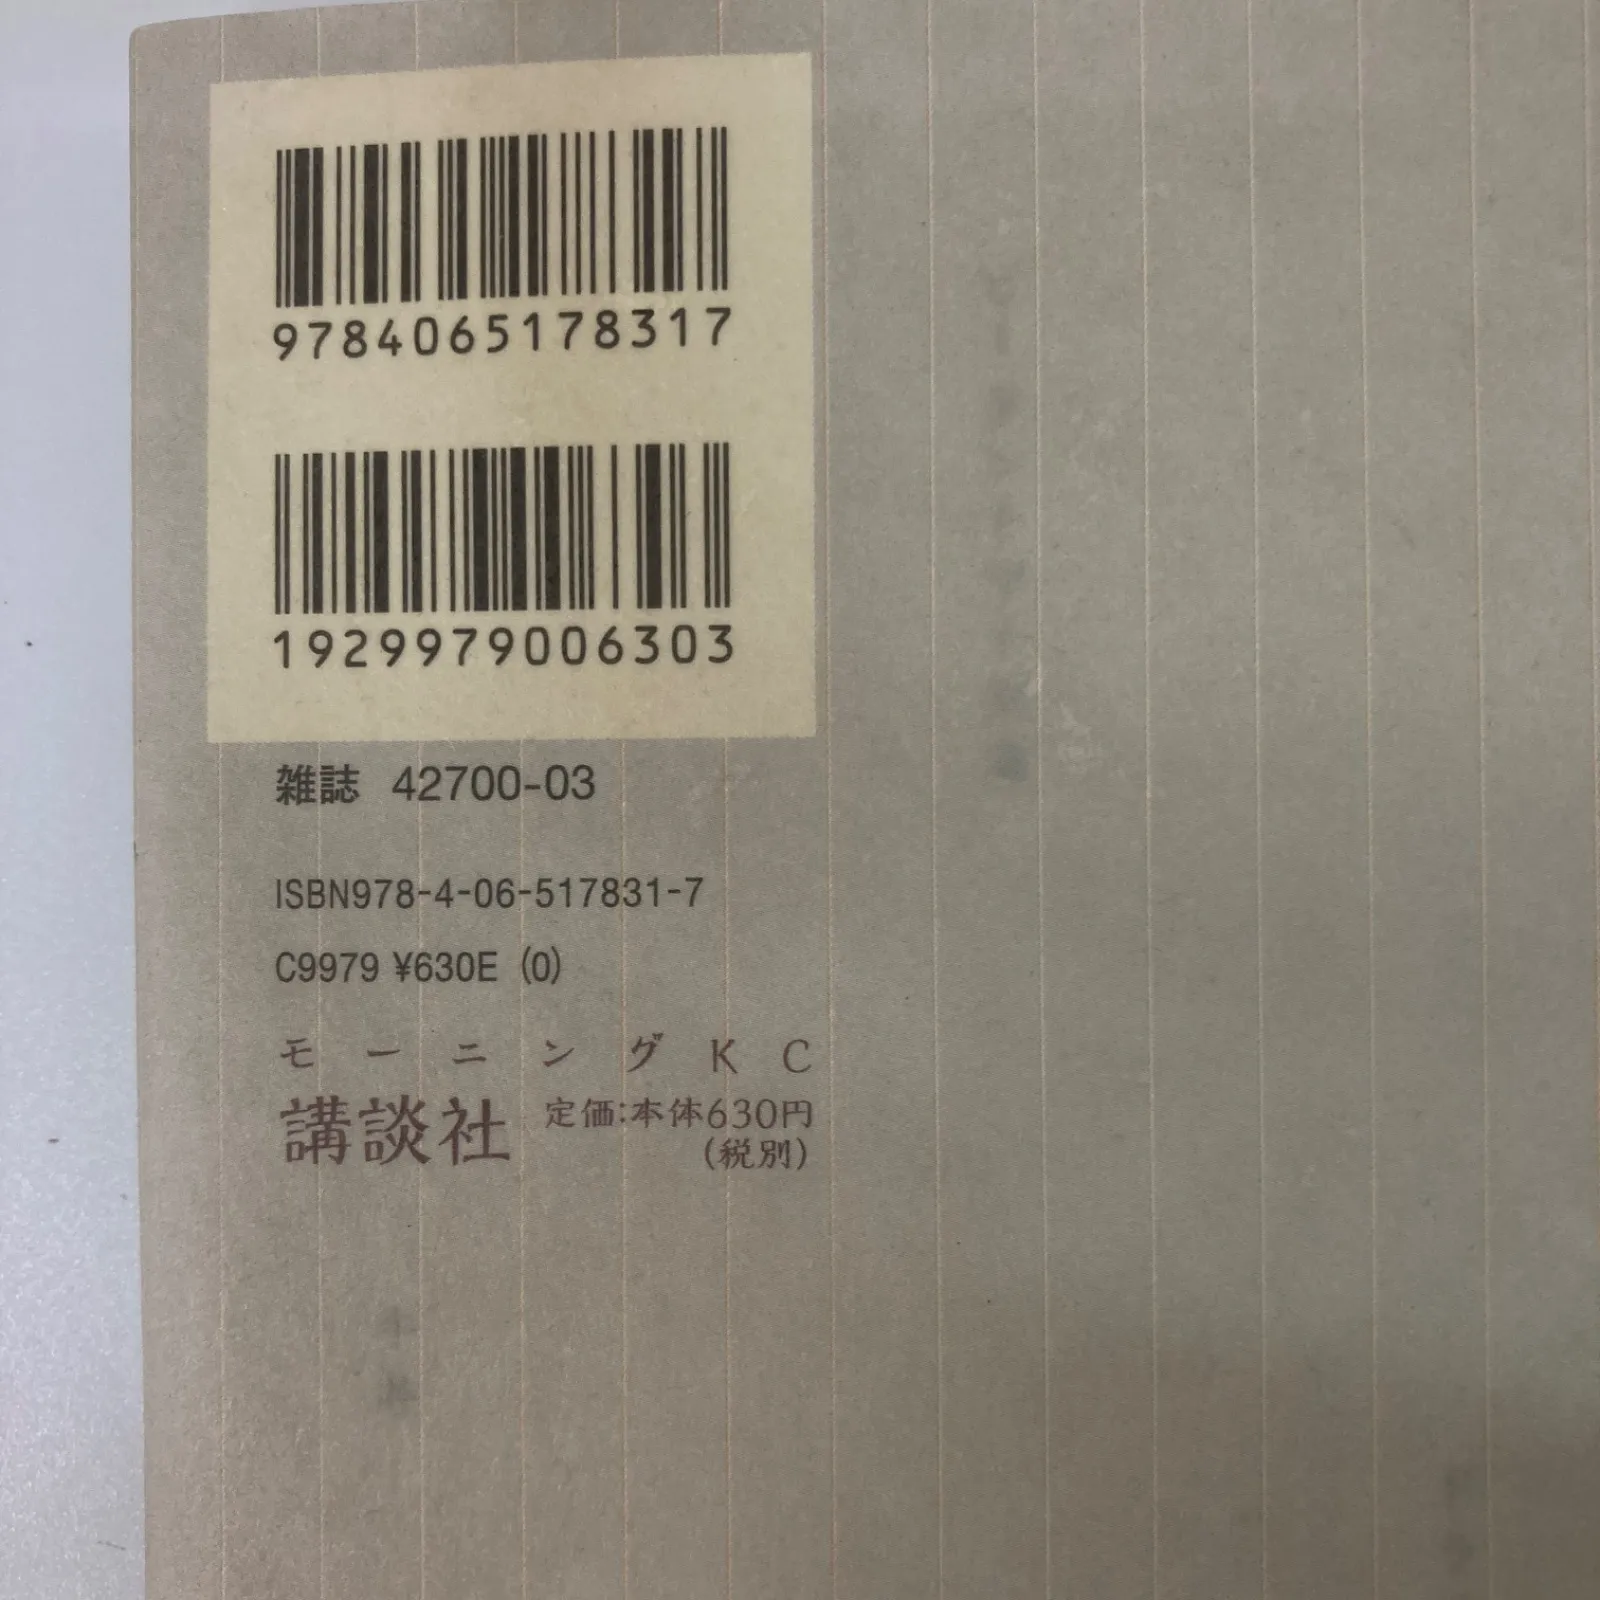 9784065178317
1929979006303
雑誌 42700-03
ISBN978-4-06-517831-7
C9979 ¥630E (0)
モーニングKC
講談社 定価:本体630円
(税別)